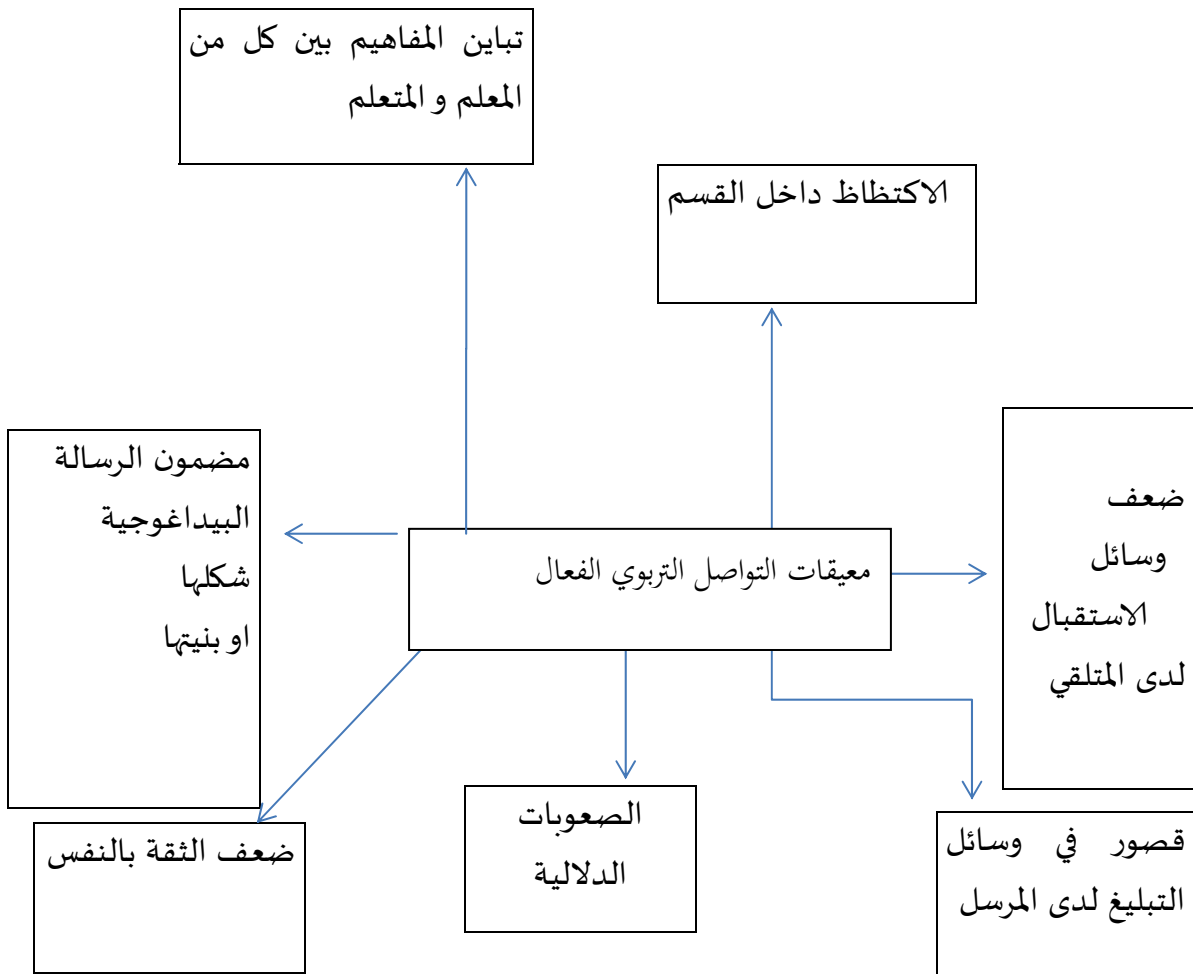 تباين المفاهيم بين كل من
المعلم و المتعلم
الاكتظاظ داخل القسم
ضعف
وسائل
الاستقبال
لدى المتلقي
مضمون الرسالة
البيداغوجية
شكلها
او بنيتها
معيقات التواصل التربوي الفعال
قصور في وسائل
التبليغ لدى المرسل
الصعوبات
الدلالية
ضعف الثقة بالنفس